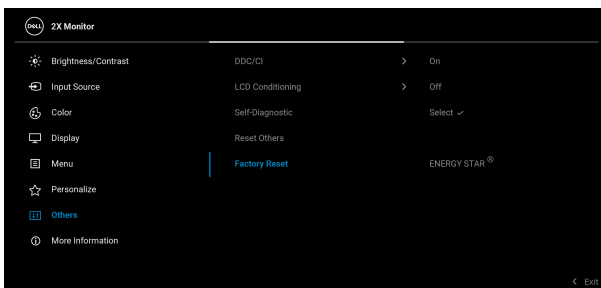 DELL 2X Monitor
Brightness/Contrast DDC/CI > On
Input Source LCD Conditioning > Off
Color Self-Diagnostic Select ✓
Display Reset Others
Menu Factory Reset ENERGY STAR®
Personalize
Others
More Information
< Exit